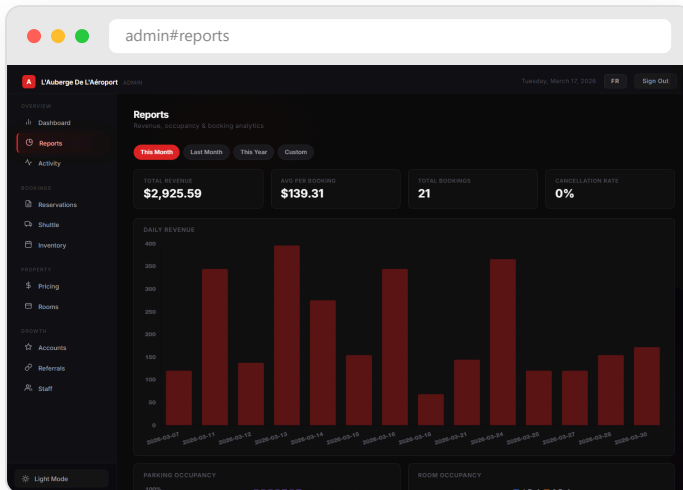 admin#reports
A L'Auberge De L'Aéroport ADMIN
Tuesday, March 17, 2026 FR Sign Out
OVERVIEW
Dashboard
Reports
Activity
BOOKINGS
Reservations
Shuttle
Inventory
PROPERTY
Pricing
Rooms
GROWTH
Accounts
Referrals
Staff
Light Mode
Reports
Revenue, occupancy & booking analytics
This Month Last Month This Year Custom
TOTAL REVENUE
$2,925.59
AVG PER BOOKING
$139.31
TOTAL BOOKINGS
21
CANCELLATION RATE
0%
DAILY REVENUE
400
350
300
250
200
150
100
50
0
2026-03-07 2026-03-11 2026-03-12 2026-03-13 2026-03-14 2026-03-15 2026-03-16 2026-03-18 2026-03-21 2026-03-24 2026-03-25 2026-03-27 2026-03-28 2026-03-30
PARKING OCCUPANCY
ROOM OCCUPANCY